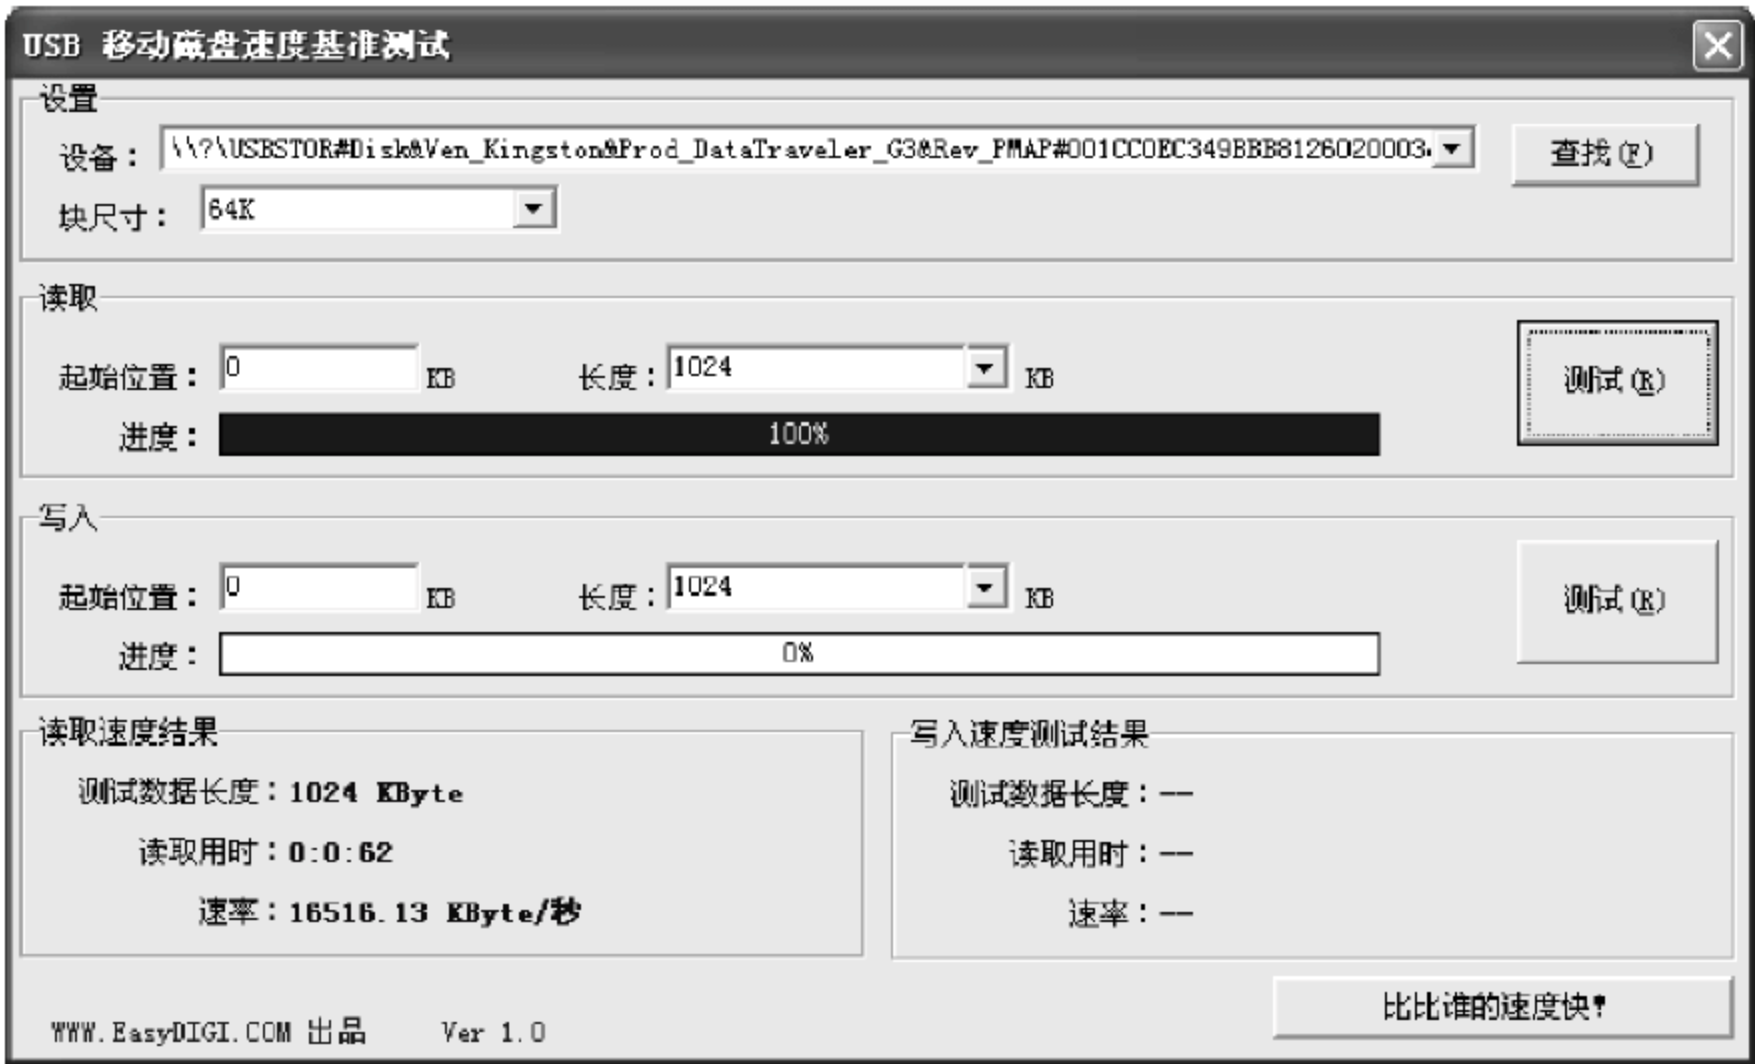 USB 移动磁盘速度基准测试
设置
设备： \\?\USBSTOR#Disk&Ven_Kingston&Prod_DataTraveler_G3&Rev_PMAP#001CC0EC349BBB8126020003 查找(F)
块尺寸： 64K
读取
起始位置： 0 KB 长度： 1024 KB 测试(R)
进度： 100%
写入
起始位置： 0 KB 长度： 1024 KB 测试(R)
进度： 0%
读取速度结果
测试数据长度：1024 KByte
读取用时：0:0:62
速率：16516.13 KByte/秒
写入速度测试结果
测试数据长度：--
读取用时：--
速率：--
WWW.EasyDIGI.COM 出品 Ver 1.0
比比谁的速度快!